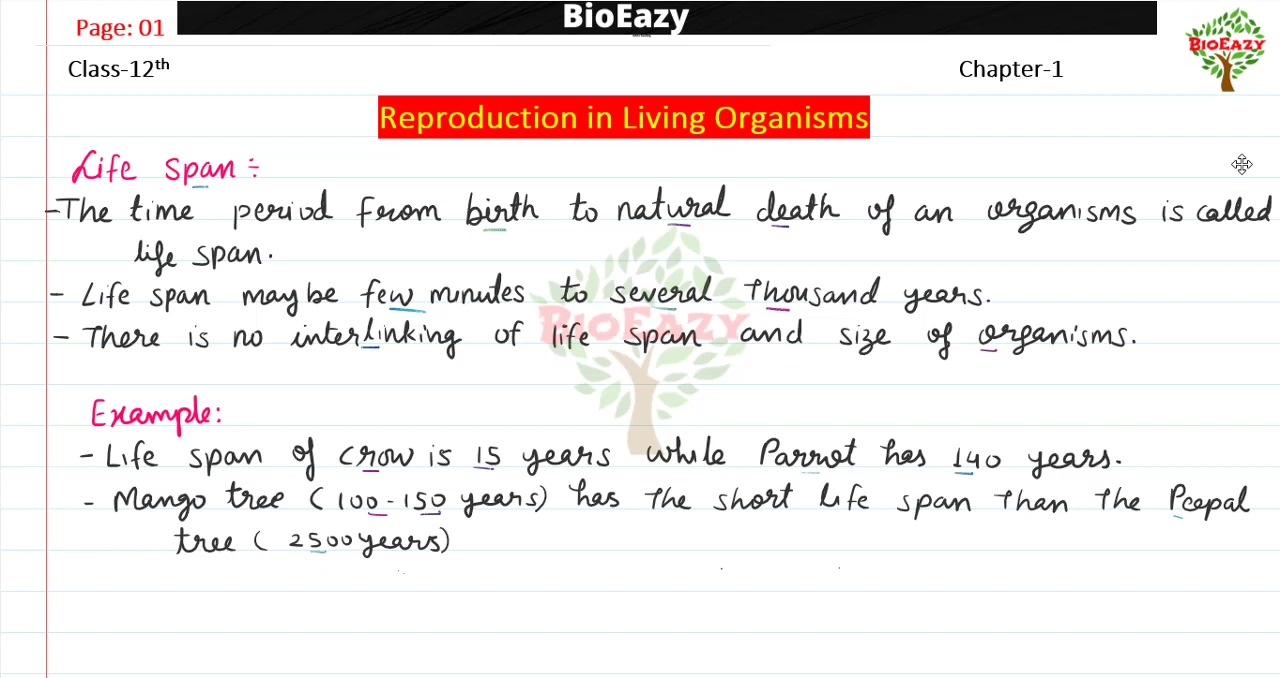 Page: 01
BioEazy
BIOEAZY
Class-12th
Chapter-1
Reproduction in Living Organisms
Life span ÷
-The time period from birth to natural death of an organisms is called
life span.
- Life span maybe few minutes to several thousand years.
BIOEAZY
- There is no interlinking of life span and size of organisms.
Example:
- Life span of crow is 15 years while Parrot has 140 years.
- Mango tree (100-150 years) has the short life span than the Peepal
tree ( 2500 years)